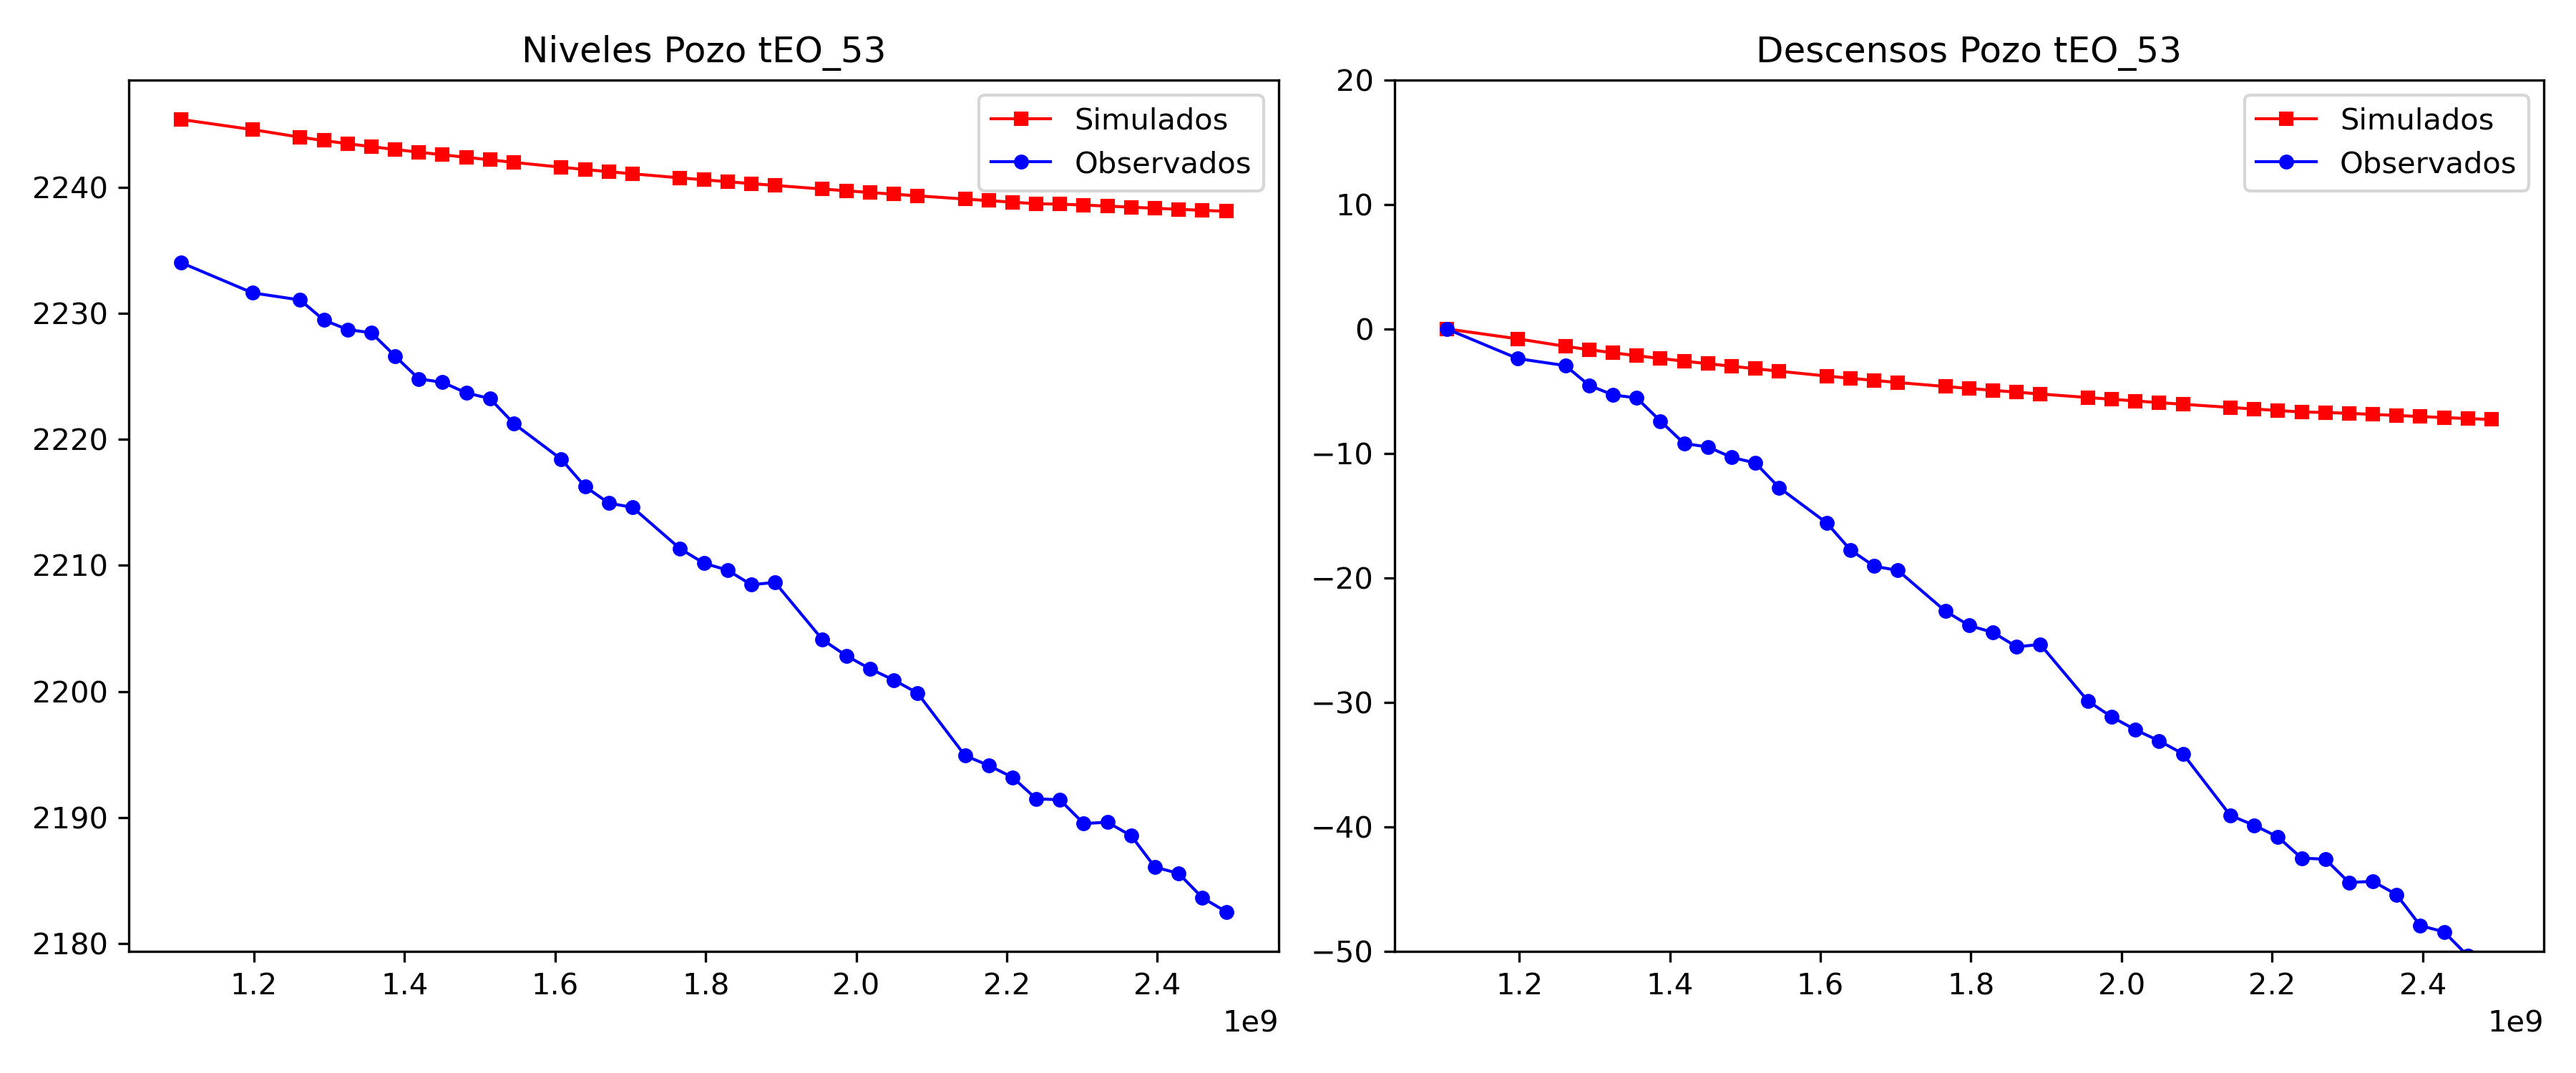 Niveles Pozo tEO_53
Simulados
Observados
2240
2230
2220
2210
2200
2190
2180
1.2 1.4 1.6 1.8 2.0 2.2 2.4
1e9
Descensos Pozo tEO_53
Simulados
Observados
20
10
0
−10
−20
−30
−40
−50
1.2 1.4 1.6 1.8 2.0 2.2 2.4
1e9